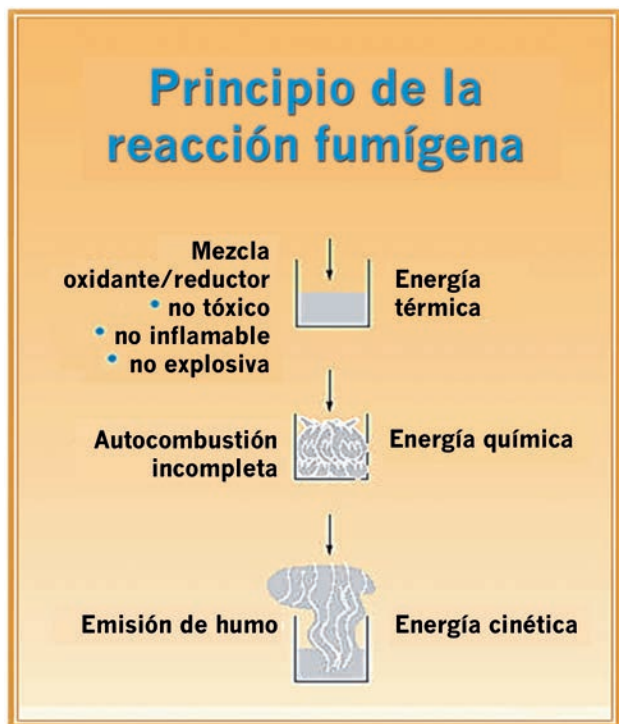 Principio de la
reacción fumígena
Mezcla
oxidante/reductor
• no tóxico
• no inflamable
• no explosiva
Energía
térmica
Autocombustión
incompleta
Energía química
Emisión de humo
Energía cinética